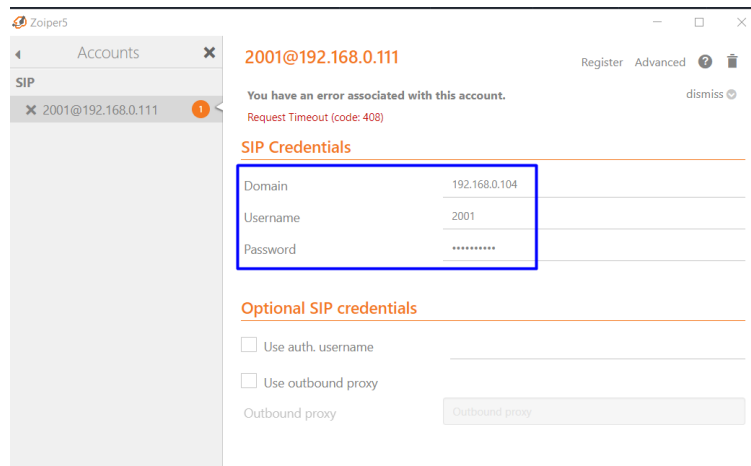 Zoiper5
Accounts
SIP
2001@192.168.0.111
1
2001@192.168.0.111
Register Advanced ?
You have an error associated with this account.
dismiss
Request Timeout (code: 408)
SIP Credentials
Domain 192.168.0.104
Username 2001
Password ••••••••••
Optional SIP credentials
Use auth. username
Use outbound proxy
Outbound proxy Outbound proxy